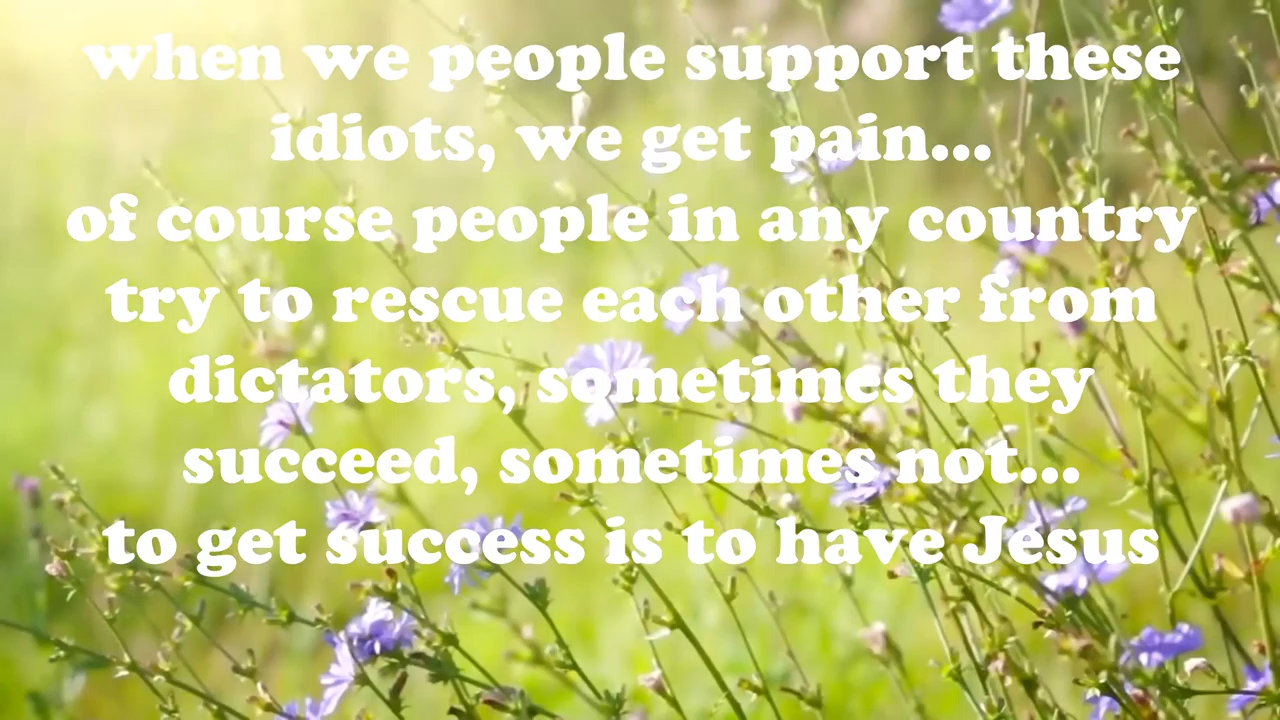 when we people support these
idiots, we get pain...
of course people in any country
try to rescue each other from
dictators, sometimes they
succeed, sometimes not...
to get success is to have Jesus